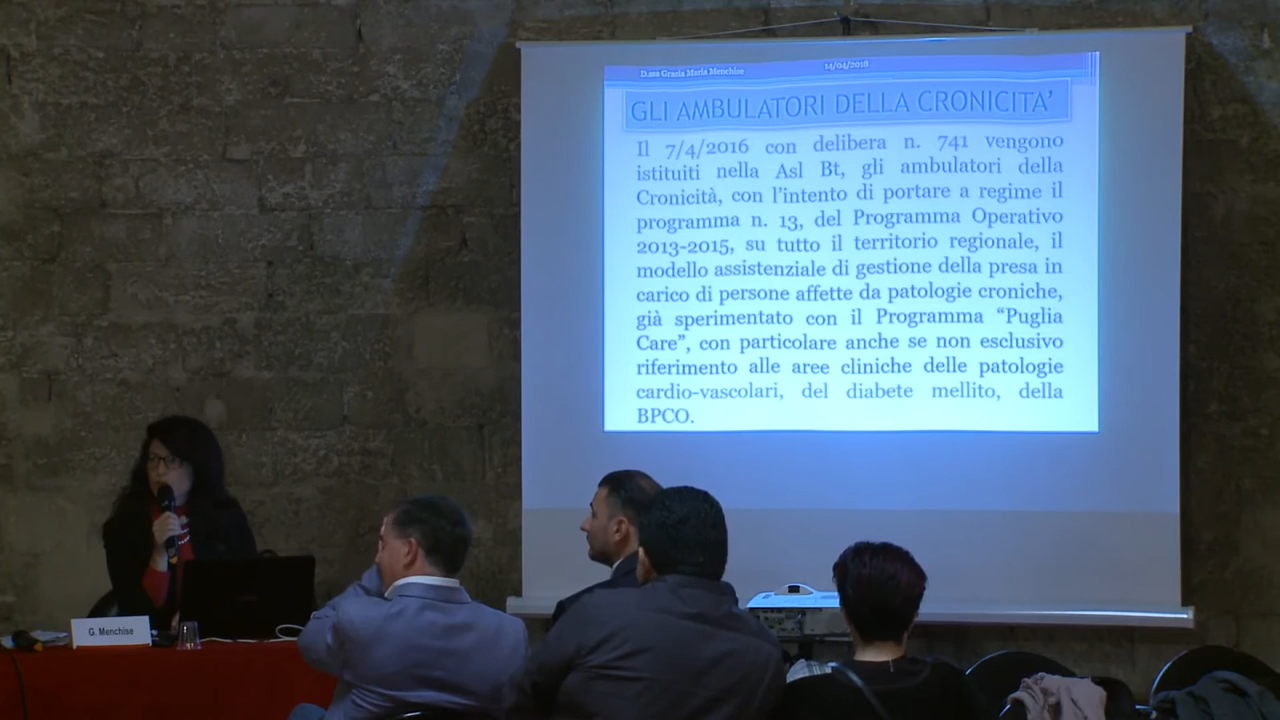 D.ssa Grazia Maria Menchise 14/04/2018
GLI AMBULATORI DELLA CRONICITA'
Il 7/4/2016 con delibera n. 741 vengono
istituiti nella Asl Bt, gli ambulatori della
Cronicità, con l'intento di portare a regime il
programma n. 13, del Programma Operativo
2013-2015, su tutto il territorio regionale, il
modello assistenziale di gestione della presa in
carico di persone affette da patologie croniche,
già sperimentato con il Programma “Puglia
Care”, con particolare anche se non esclusivo
riferimento alle aree cliniche delle patologie
cardio-vascolari, del diabete mellito, della
BPCO.
G. Menchise